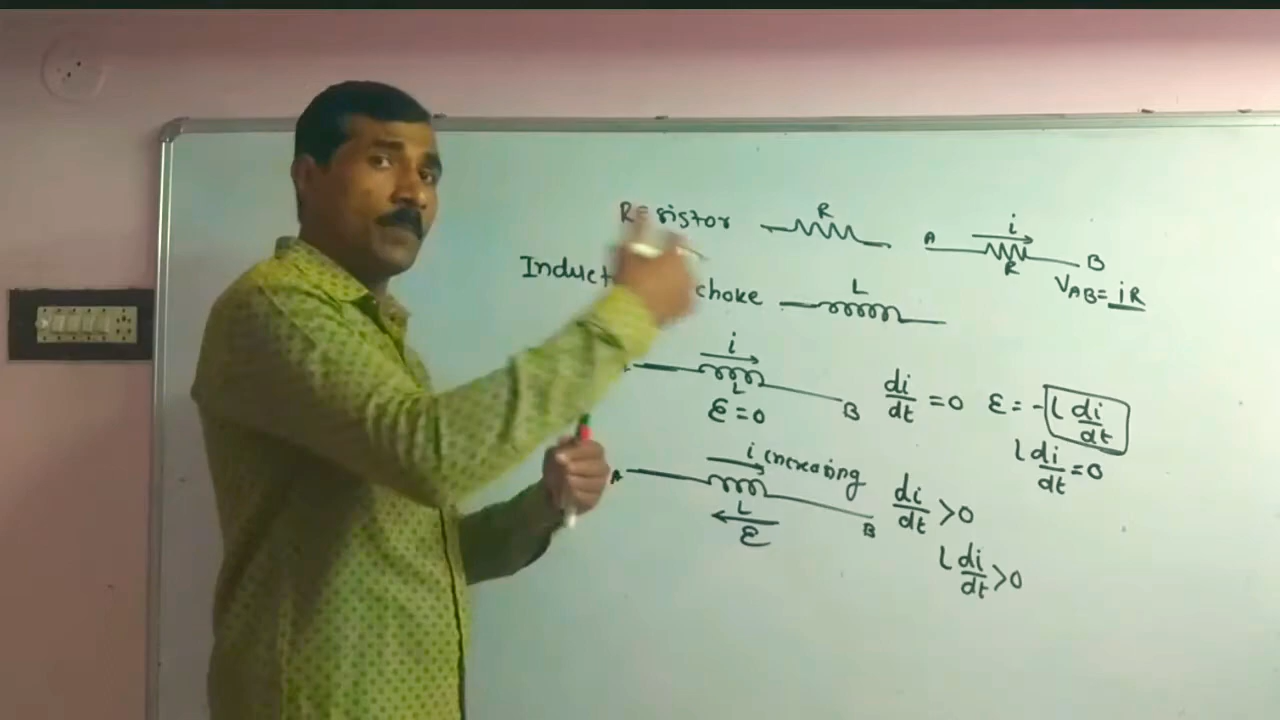 Resistor R A i R B
V_AB = iR
Induct choke L
i L B di/dt = 0 ε = -L di/dt
ε = 0 L di/dt = 0
A i increasing L B di/dt > 0
ε L di/dt > 0